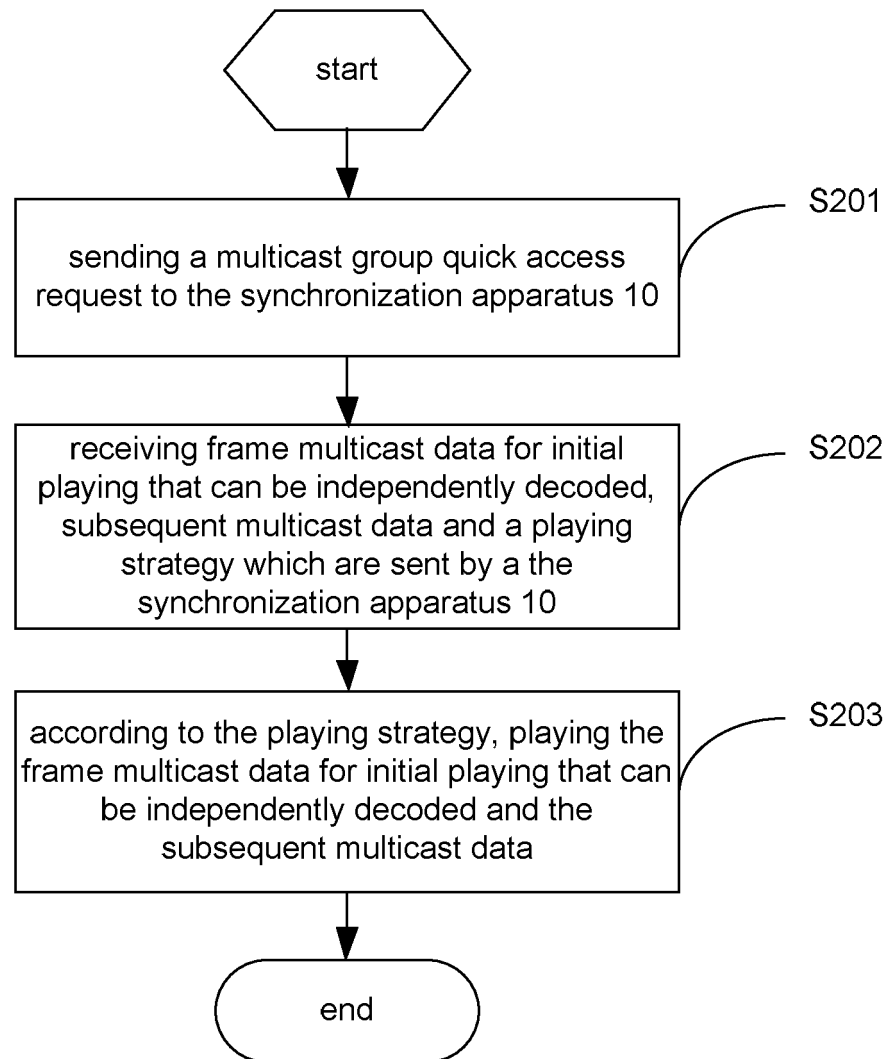 start
S201
sending a multicast group quick access
request to the synchronization apparatus 10
S202
receiving frame multicast data for initial
playing that can be independently decoded,
subsequent multicast data and a playing
strategy which are sent by a the
synchronization apparatus 10
S203
according to the playing strategy, playing the
frame multicast data for initial playing that can
be independently decoded and the
subsequent multicast data
end